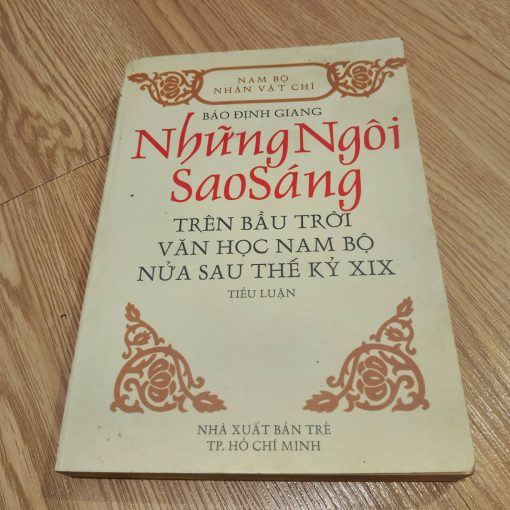 NAM BỘ
NHÂN VẬT CHÍ
BẢO ĐỊNH GIANG
Những Ngôi
Sao Sáng
TRÊN BẦU TRỜI
VĂN HỌC NAM BỘ
NỬA SAU THẾ KỶ XIX
TIỂU LUẬN
NHÀ XUẤT BẢN TRẺ
TP. HỒ CHÍ MINH